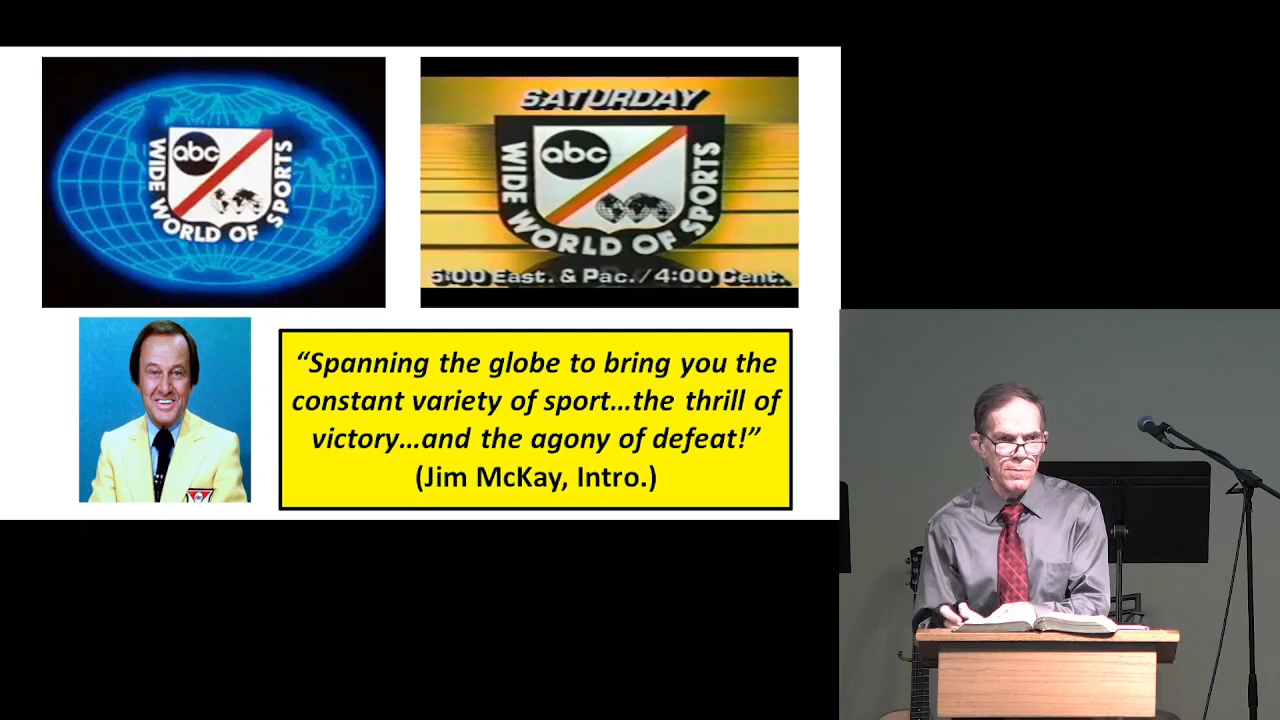 abc
WIDE WORLD OF SPORTS
SATURDAY
abc
WIDE WORLD OF SPORTS
5:00 East. & Pac./4:00 Cent.
“Spanning the globe to bring you the
constant variety of sport...the thrill of
victory...and the agony of defeat!”
(Jim McKay, Intro.)